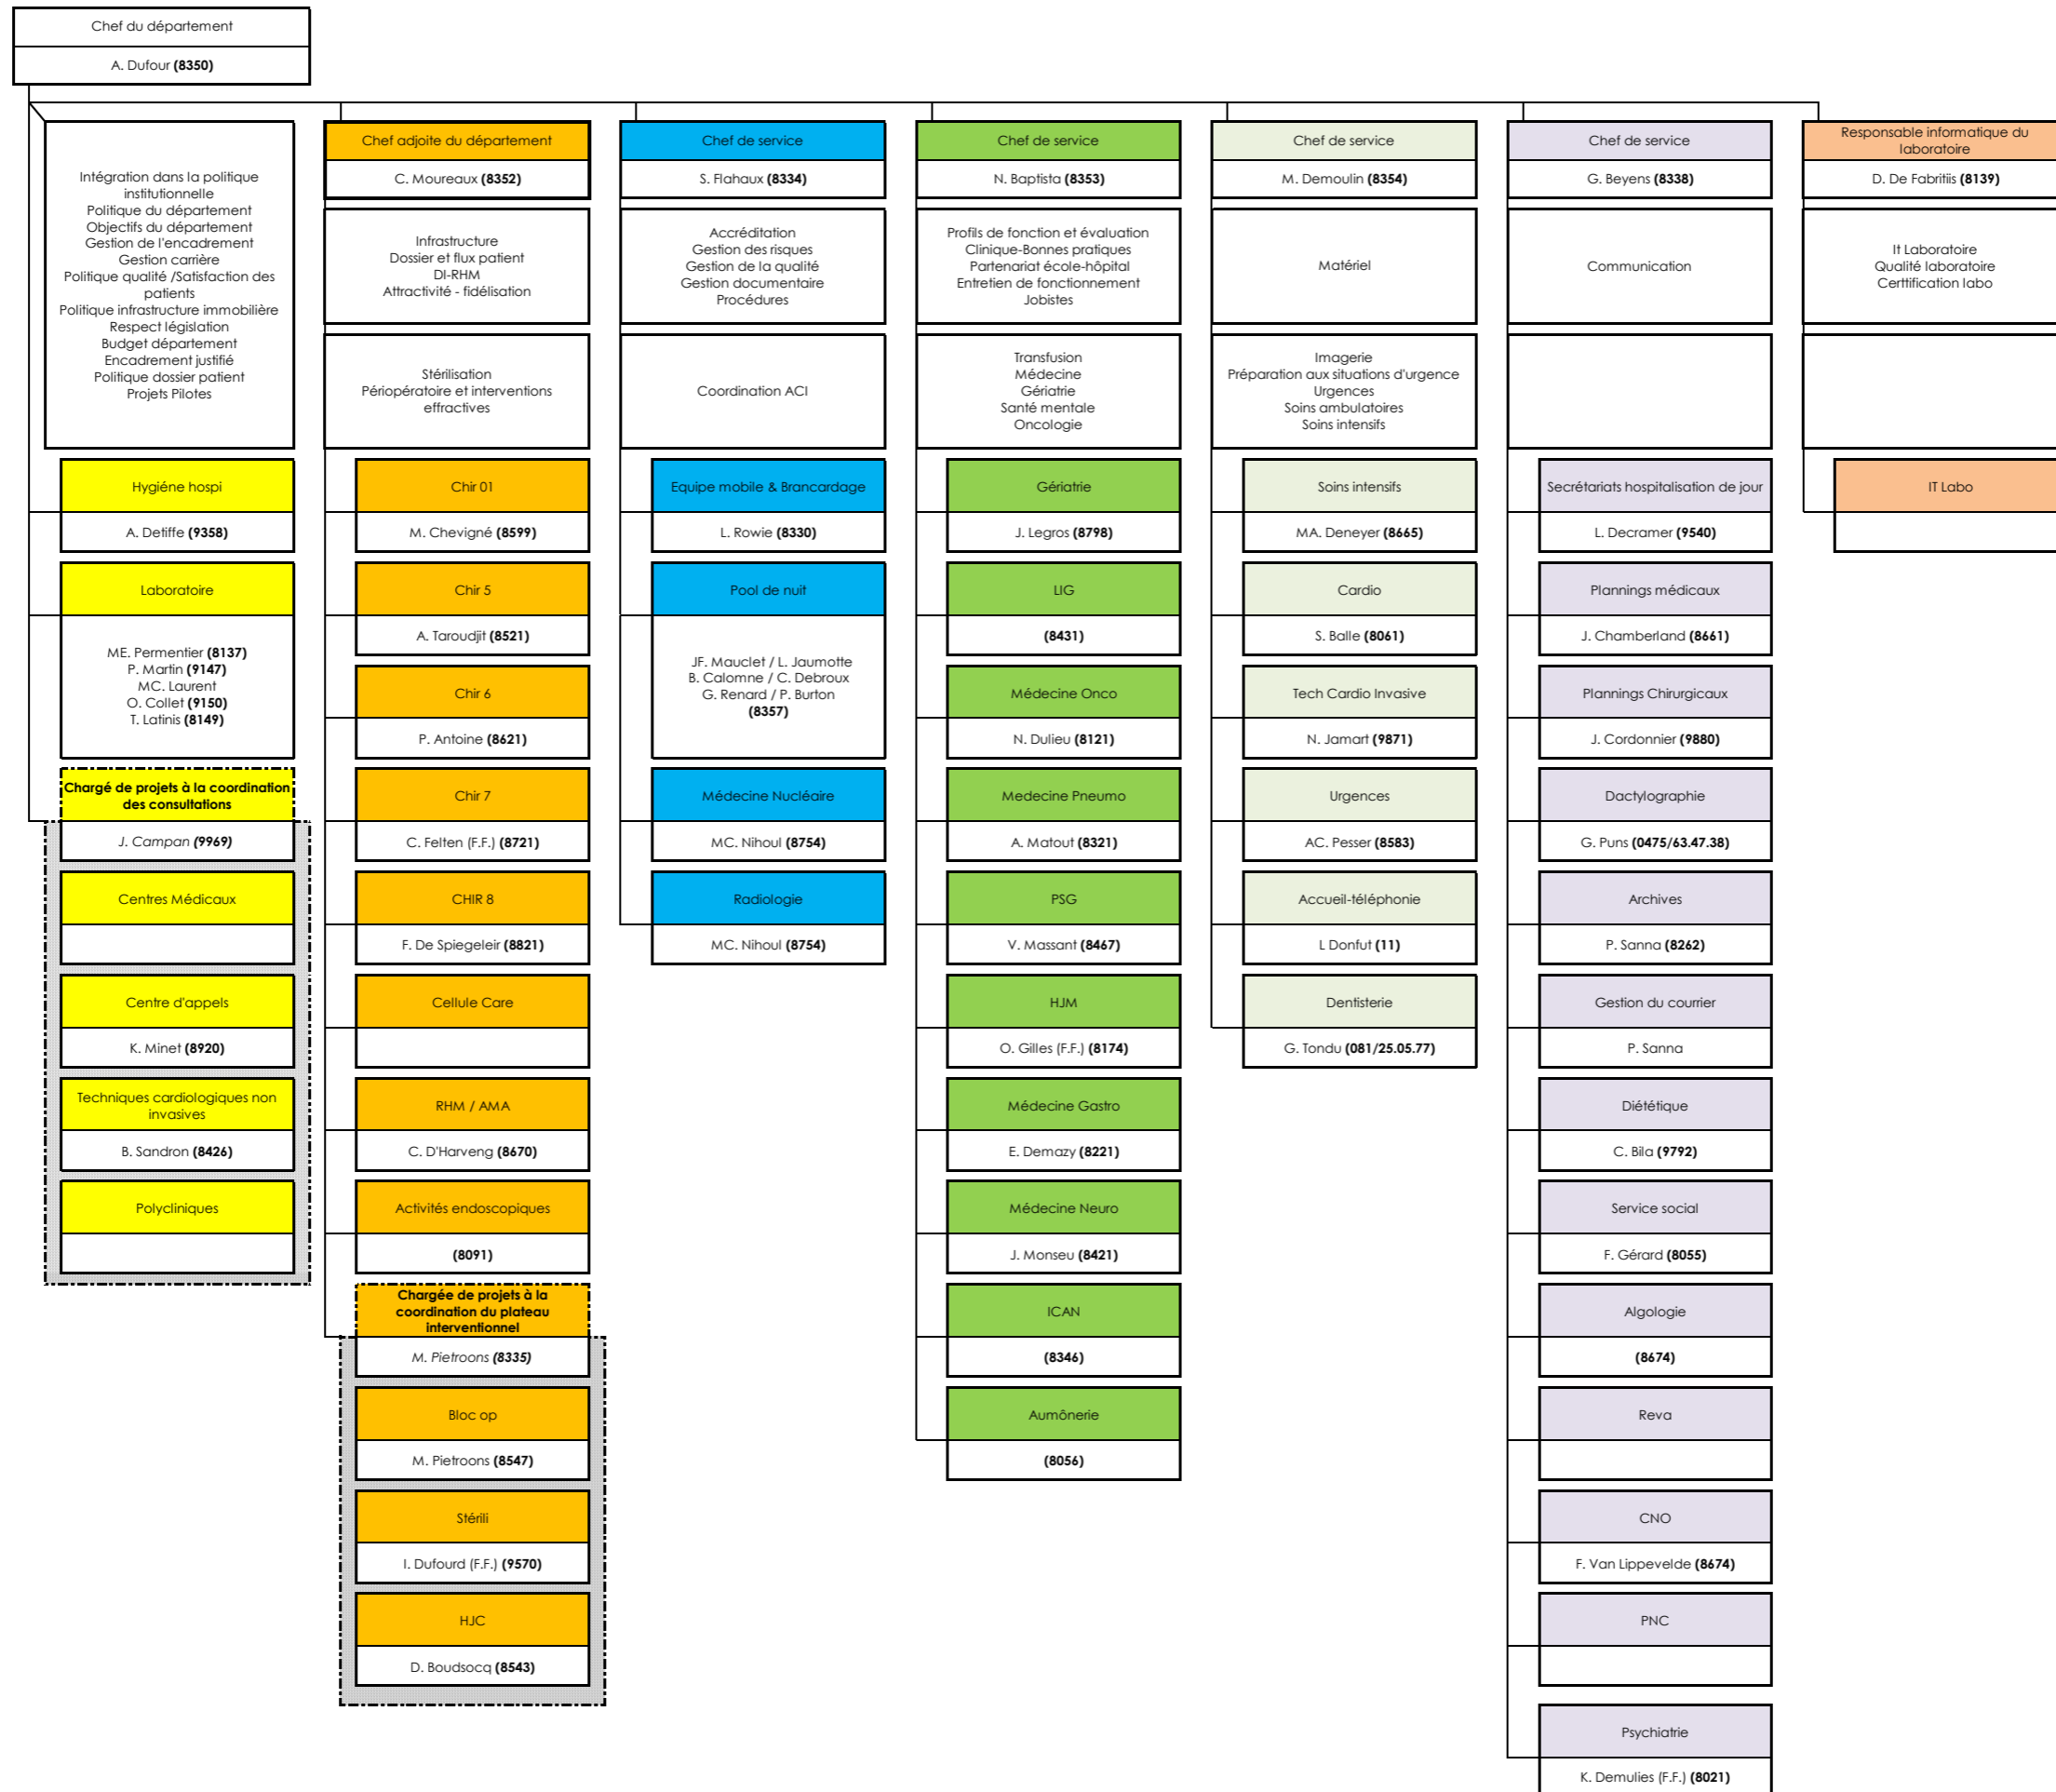 Chef du département
A. Dufour (8350)
Intégration dans la politique
institutionnelle
Politique du département
Objectifs du département
Gestion de l'encadrement
Gestion carrière
Politique qualité /Satisfaction des
patients
Politique infrastructure immobilière
Respect législation
Budget département
Encadrement justifié
Politique dossier patient
Projets Pilotes
Hygiéne hospi
A. Detiffe (9358)
Laboratoire
ME. Permentier (8137)
P. Martin (9147)
MC. Laurent
O. Collet (9150)
T. Latinis (8149)
Chargé de projets à la coordination
des consultations
J. Campan (9969)
Centres Médicaux
Centre d'appels
K. Minet (8920)
Techniques cardiologiques non
invasives
B. Sandron (8426)
Polycliniques
Chef adjoite du département
C. Moureaux (8352)
Infrastructure
Dossier et flux patient
DI-RHM
Attractivité - fidélisation
Stérilisation
Périopératoire et interventions
effractives
Chir 01
M. Chevigné (8599)
Chir 5
A. Taroudjit (8521)
Chir 6
P. Antoine (8621)
Chir 7
C. Felten (F.F.) (8721)
CHIR 8
F. De Spiegeleir (8821)
Cellule Care
RHM / AMA
C. D'Harveng (8670)
Activités endoscopiques
(8091)
Chargée de projets à la
coordination du plateau
interventionnel
M. Pietroons (8335)
Bloc op
M. Pietroons (8547)
Stérili
I. Dufourd (F.F.) (9570)
HJC
D. Boudsocq (8543)
Chef de service
S. Flahaux (8334)
Accréditation
Gestion des risques
Gestion de la qualité
Gestion documentaire
Procédures
Coordination ACI
Equipe mobile & Brancardage
L. Rowie (8330)
Pool de nuit
JF. Mauclet / L. Jaumotte
B. Calomne / C. Debroux
G. Renard / P. Burton
(8357)
Médécine Nucléaire
MC. Nihoul (8754)
Radiologie
MC. Nihoul (8754)
Chef de service
N. Baptista (8353)
Profils de fonction et évaluation
Clinique-Bonnes pratiques
Partenariat école-hôpital
Entretien de fonctionnement
Jobistes
Transfusion
Médecine
Gériatrie
Santé mentale
Oncologie
Gériatrie
J. Legros (8798)
LIG
(8431)
Médecine Onco
N. Dulieu (8121)
Medecine Pneumo
A. Matout (8321)
PSG
V. Massant (8467)
HJM
O. Gilles (F.F.) (8174)
Médecine Gastro
E. Demazy (8221)
Médecine Neuro
J. Monseu (8421)
ICAN
(8346)
Aumônerie
(8056)
Chef de service
M. Demoulin (8354)
Matériel
Imagerie
Préparation aux situations d'urgence
Urgences
Soins ambulatoires
Soins intensifs
Soins intensifs
MA. Deneyer (8665)
Cardio
S. Balle (8061)
Tech Cardio Invasive
N. Jamart (9871)
Urgences
AC. Pesser (8583)
Accueil-téléphonie
L Donfut (11)
Dentisterie
G. Tondu (081/25.05.77)
Chef de service
G. Beyens (8338)
Communication
Secrétariats hospitalisation de jour
L. Decramer (9540)
Plannings médicaux
J. Chamberland (8661)
Plannings Chirurgicaux
J. Cordonnier (9880)
Dactylographie
G. Puns (0475/63.47.38)
Archives
P. Sanna (8262)
Gestion du courrier
P. Sanna
Diététique
C. Bila (9792)
Service social
F. Gérard (8055)
Algologie
(8674)
Reva
CNO
F. Van Lippevelde (8674)
PNC
Psychiatrie
K. Demulies (F.F.) (8021)
Responsable informatique du
laboratoire
D. De Fabritiis (8139)
It Laboratoire
Qualité laboratoire
Certtification labo
IT Labo